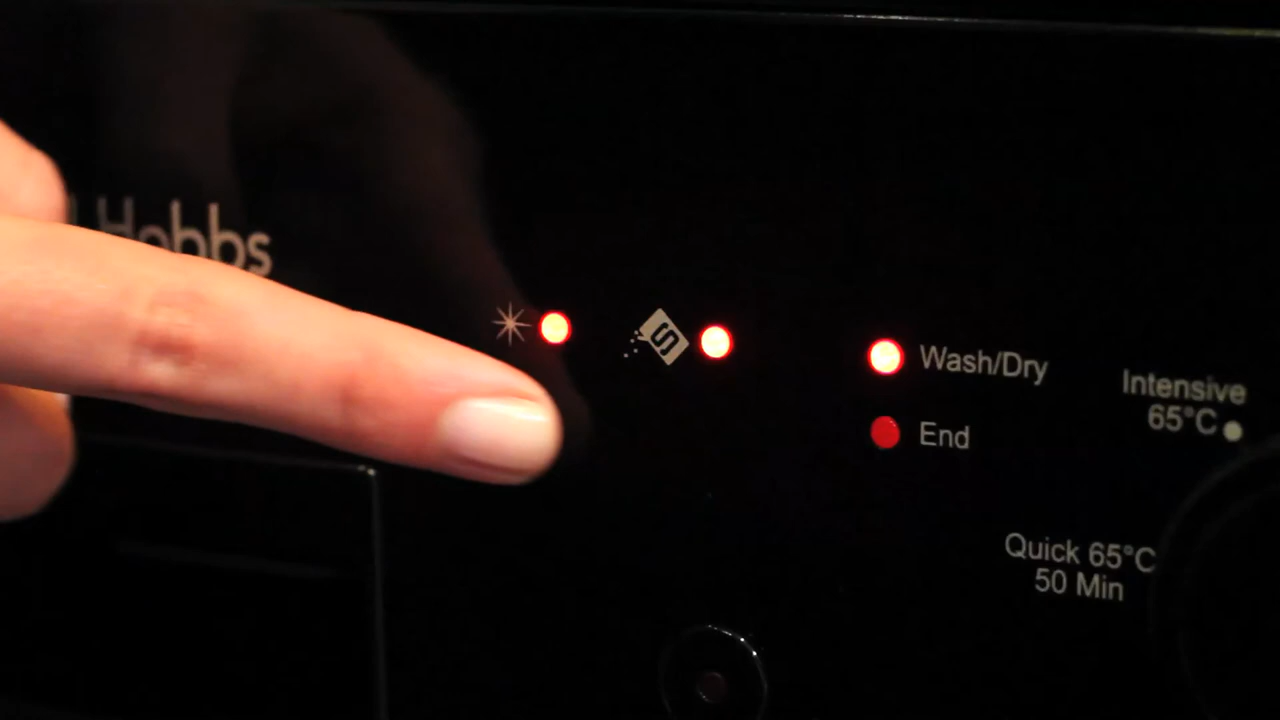 Hobbs
Wash/Dry
End
Intensive
65°C
Quick 65°C
50 Min